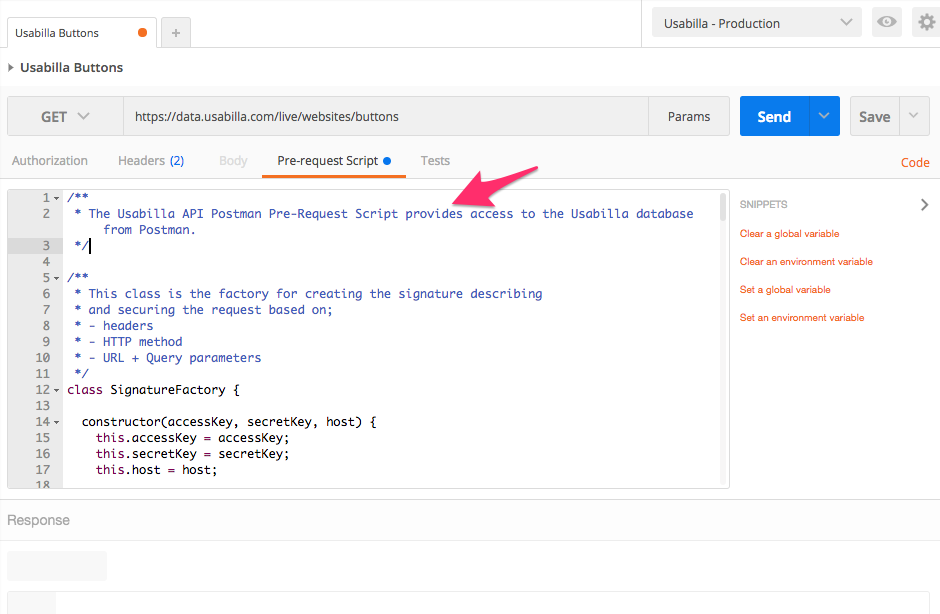 Usabilla Buttons
+
Usabilla - Production
Usabilla Buttons
GET
https://data.usabilla.com/live/websites/buttons
Params
Send
Save
Authorization
Headers (2)
Body
Pre-request Script
Tests
Code
1 /**
2 * The Usabilla API Postman Pre-Request Script provides access to the Usabilla database
from Postman.
3 */
4
5 /**
6 * This class is the factory for creating the signature describing
7 * and securing the request based on;
8 * - headers
9 * - HTTP method
10 * - URL + Query parameters
11 */
12 class SignatureFactory {
13
14 constructor(accessKey, secretKey, host) {
15 this.accessKey = accessKey;
16 this.secretKey = secretKey;
17 this.host = host;
18
SNIPPETS
Clear a global variable
Clear an environment variable
Set a global variable
Set an environment variable
Response